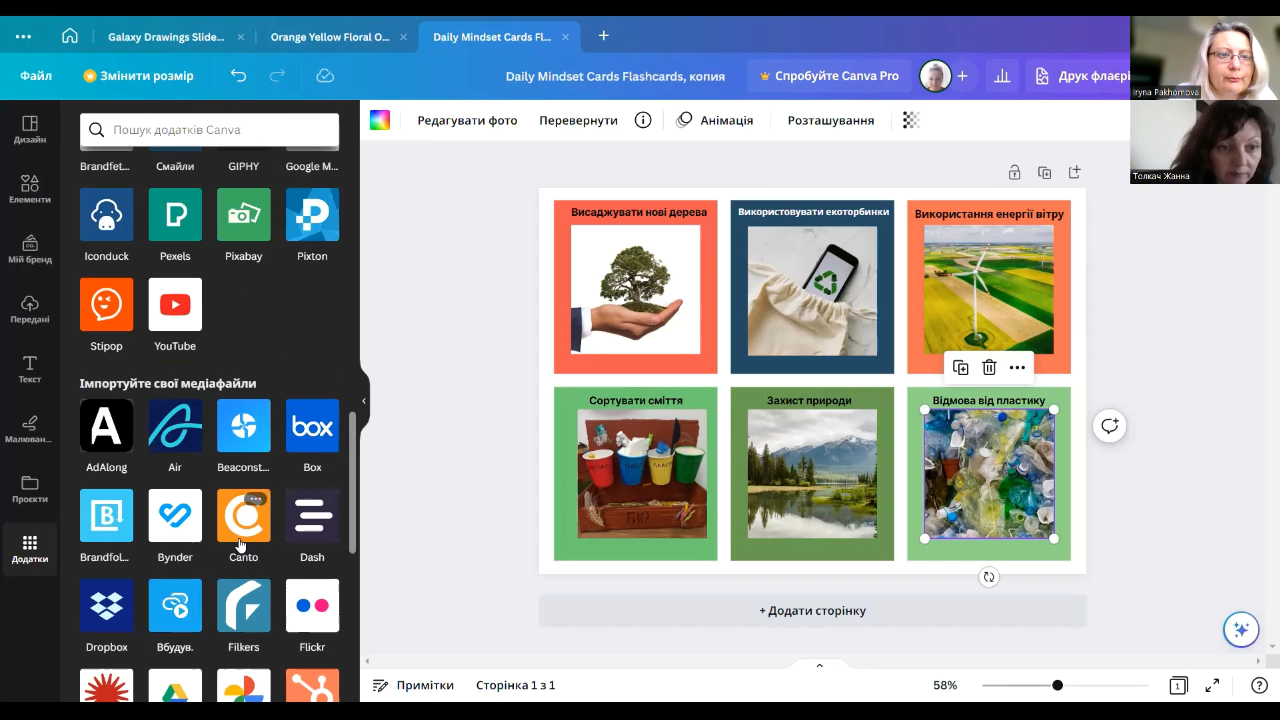 Galaxy Drawings Slide...
Orange Yellow Floral O...
Daily Mindset Cards Fl...
Файл
Змінити розмір
Daily Mindset Cards Flashcards, копия
Спробуйте Canva Pro
Друк флаєрі
Iryna Pakhomova
Толкач Жанна
Дизайн
Елементи
Мій бренд
Передані
Текст
Малюван...
Проєкти
Додатки
Пошук додатків Canva
Brandfet...
Смайли
GIPHY
Google M...
Iconduck
Pexels
Pixabay
Pixton
Stipop
YouTube
Імпортуйте свої медіафайли
box
AdAlong
Air
Beaconst...
Box
Brandfol...
Bynder
Canto
Dash
Dropbox
Вбудув.
Filkers
Flickr
Редагувати фото
Перевернути
Анімація
Розташування
Висаджувати нові дерева
Використовувати екоторбинки
Використання енергії вітру
Сортувати сміття
Захист природи
Відмова від пластику
+ Додати сторінку
Примітки
Сторінка 1 з 1
58%
1